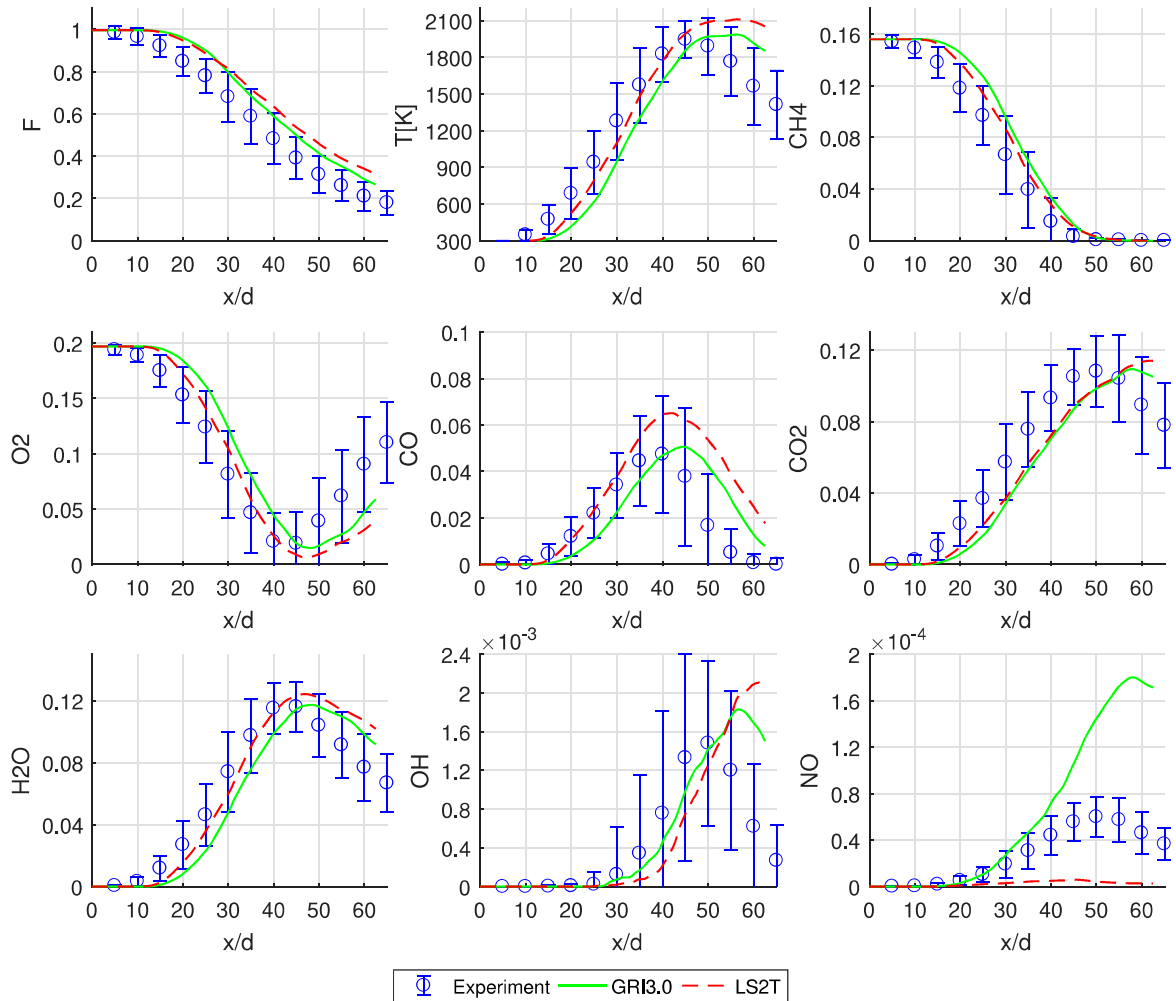 1
0.8
0.6
0.4
0.2
0
F
0 10 20 30 40 50 60
x/d
2100
1800
1500
1200
900
600
300
T[K]
0 10 20 30 40 50 60
x/d
0.16
0.12
0.08
0.04
0
CH4
0 10 20 30 40 50 60
x/d
0.2
0.15
0.1
0.05
0
O2
0 10 20 30 40 50 60
x/d
0.1
0.08
0.06
0.04
0.02
0
CO
0 10 20 30 40 50 60
x/d
0.12
0.08
0.04
0
CO2
0 10 20 30 40 50 60
x/d
0.12
0.08
0.04
0
H2O
0 10 20 30 40 50 60
x/d
×10⁻³
2.4
2
1.6
1.2
0.8
0.4
0
OH
0 10 20 30 40 50 60
x/d
×10⁻⁴
2
1.6
1.2
0.8
0.4
0
NO
0 10 20 30 40 50 60
x/d
Experiment GRI3.0 LS2T